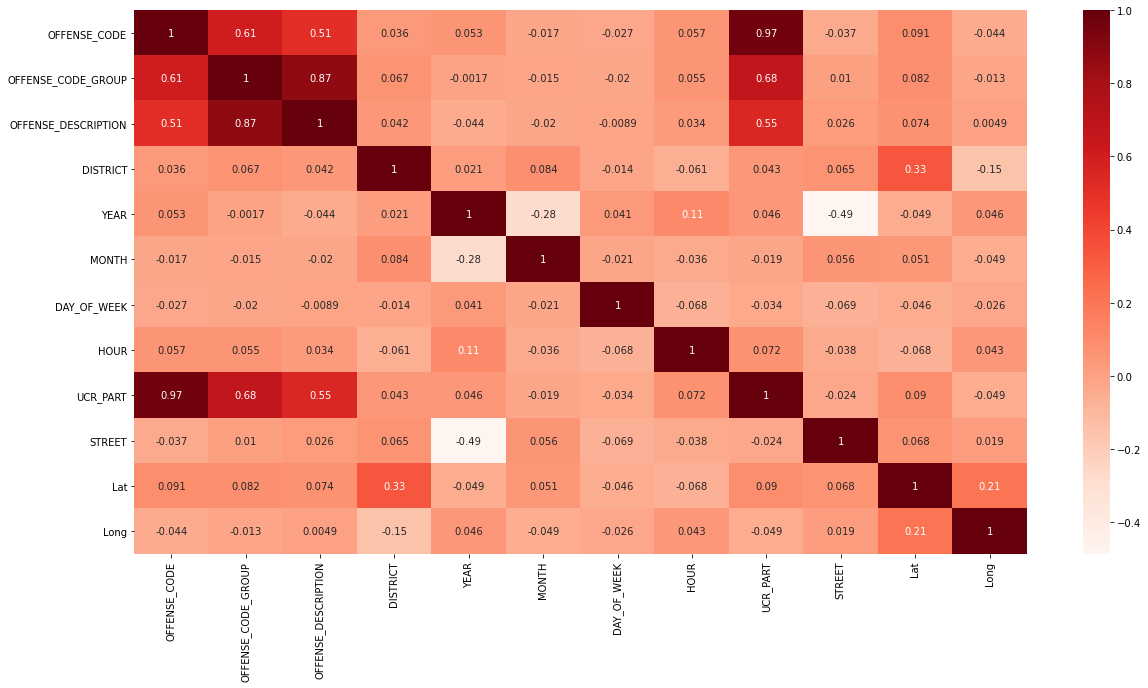 OFFENSE_CODE 1 0.61 0.51 0.036 0.053 -0.017 -0.027 0.057 0.97 -0.037 0.091 -0.044
OFFENSE_CODE_GROUP 0.61 1 0.87 0.067 -0.0017 -0.015 -0.02 0.055 0.68 0.01 0.082 -0.013
OFFENSE_DESCRIPTION 0.51 0.87 1 0.042 -0.044 -0.02 -0.0089 0.034 0.55 0.026 0.074 0.0049
DISTRICT 0.036 0.067 0.042 1 0.021 0.084 -0.014 -0.061 0.043 0.065 0.33 -0.15
YEAR 0.053 -0.0017 -0.044 0.021 1 -0.28 0.041 0.11 0.046 -0.49 -0.049 0.046
MONTH -0.017 -0.015 -0.02 0.084 -0.28 1 -0.021 -0.036 -0.019 0.056 0.051 -0.049
DAY_OF_WEEK -0.027 -0.02 -0.0089 -0.014 0.041 -0.021 1 -0.068 -0.034 -0.069 -0.046 -0.026
HOUR 0.057 0.055 0.034 -0.061 0.11 -0.036 -0.068 1 0.072 -0.038 -0.068 0.043
UCR_PART 0.97 0.68 0.55 0.043 0.046 -0.019 -0.034 0.072 1 -0.024 0.09 -0.049
STREET -0.037 0.01 0.026 0.065 -0.49 0.056 -0.069 -0.038 -0.024 1 0.068 0.019
Lat 0.091 0.082 0.074 0.33 -0.049 0.051 -0.046 -0.068 0.09 0.068 1 0.21
Long -0.044 -0.013 0.0049 -0.15 0.046 -0.049 -0.026 0.043 -0.049 0.019 0.21 1
OFFENSE_CODE
OFFENSE_CODE_GROUP
OFFENSE_DESCRIPTION
DISTRICT
YEAR
MONTH
DAY_OF_WEEK
HOUR
UCR_PART
STREET
Lat
Long
1.0
0.8
0.6
0.4
0.2
0.0
−0.2
−0.4